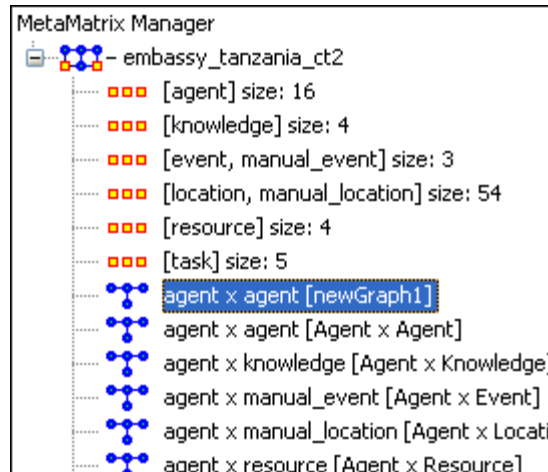 MetaMatrix Manager
embassy_tanzania_ct2
[agent] size: 16
[knowledge] size: 4
[event, manual_event] size: 3
[location, manual_location] size: 54
[resource] size: 4
[task] size: 5
agent x agent [newGraph1]
agent x agent [Agent x Agent]
agent x knowledge [Agent x Knowledge]
agent x manual_event [Agent x Event]
agent x manual_location [Agent x Locati
agent x resource [Agent x Resource]